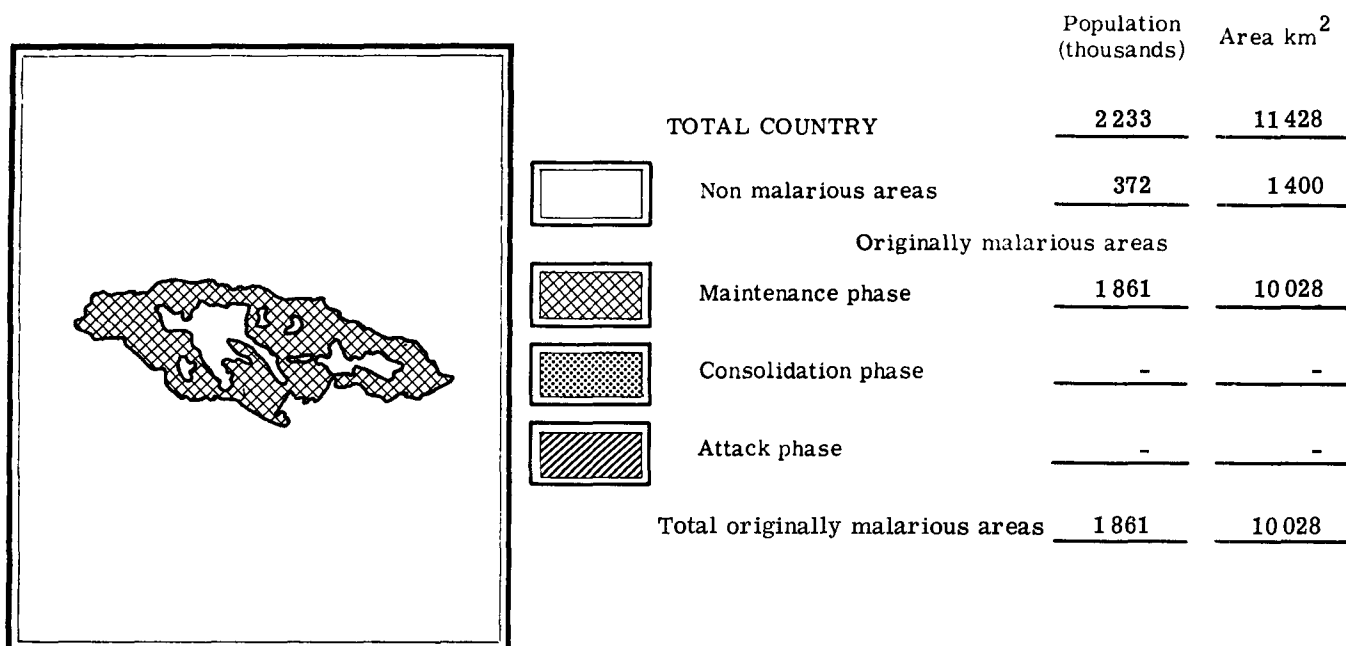 Population (thousands) Area km²
TOTAL COUNTRY 2 233 11 428
Non malarious areas 372 1 400
Originally malarious areas
Maintenance phase 1 861 10 028
Consolidation phase - -
Attack phase - -
Total originally malarious areas 1 861 10 028